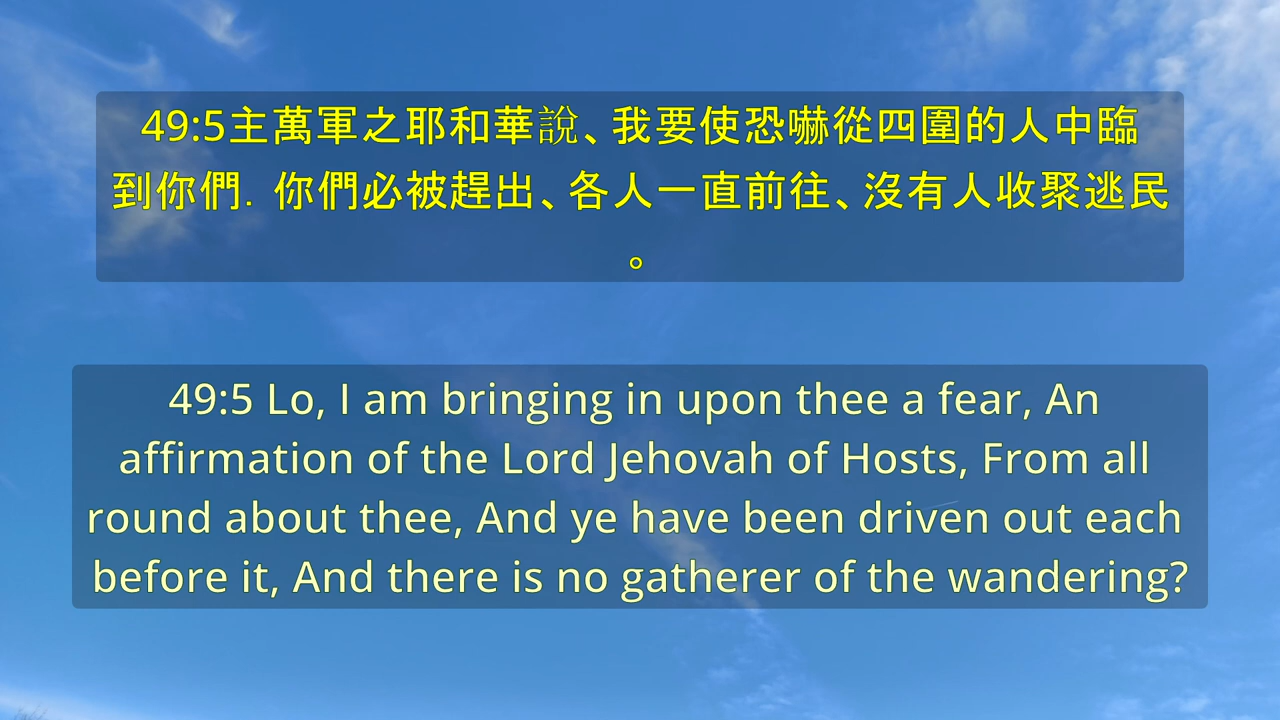 49:5主萬軍之耶和華說、我要使恐嚇從四圍的人中臨
到你們. 你們必被趕出、各人一直前往、沒有人收聚逃民
。
49:5 Lo, I am bringing in upon thee a fear, An
affirmation of the Lord Jehovah of Hosts, From all
round about thee, And ye have been driven out each
before it, And there is no gatherer of the wandering?